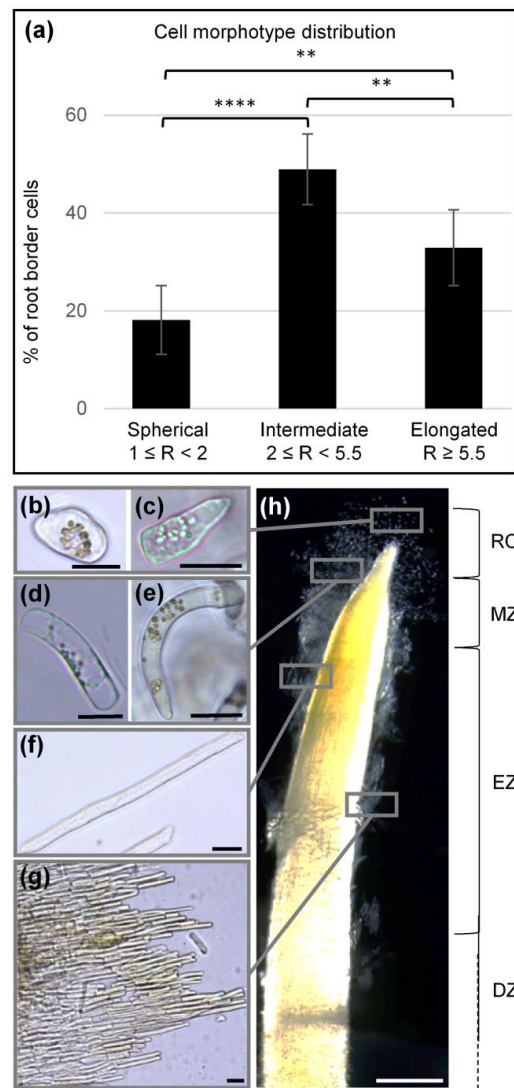 (a)
Cell morphotype distribution
**
**** **
60
40
20
0
% of root border cells
Spherical Intermediate Elongated
1 ≤ R < 2 2 ≤ R < 5.5 R ≥ 5.5
(b) (c) (h)
RC
MZ
(d) (e)
(f)
EZ
(g)
DZ